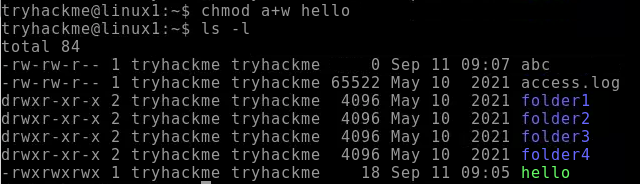 tryhackme@linux1:~$ chmod a+w hello
tryhackme@linux1:~$ ls -l
total 84
-rw-rw-r-- 1 tryhackme tryhackme     0 Sep 11 09:07 abc
-rw-rw-r-- 1 tryhackme tryhackme 65522 May 10  2021 access.log
drwxr-xr-x 2 tryhackme tryhackme  4096 May 10  2021 folder1
drwxr-xr-x 2 tryhackme tryhackme  4096 May 10  2021 folder2
drwxr-xr-x 2 tryhackme tryhackme  4096 May 10  2021 folder3
drwxr-xr-x 2 tryhackme tryhackme  4096 May 10  2021 folder4
-rwxrwxrwx 1 tryhackme tryhackme    18 Sep 11 09:05 hello